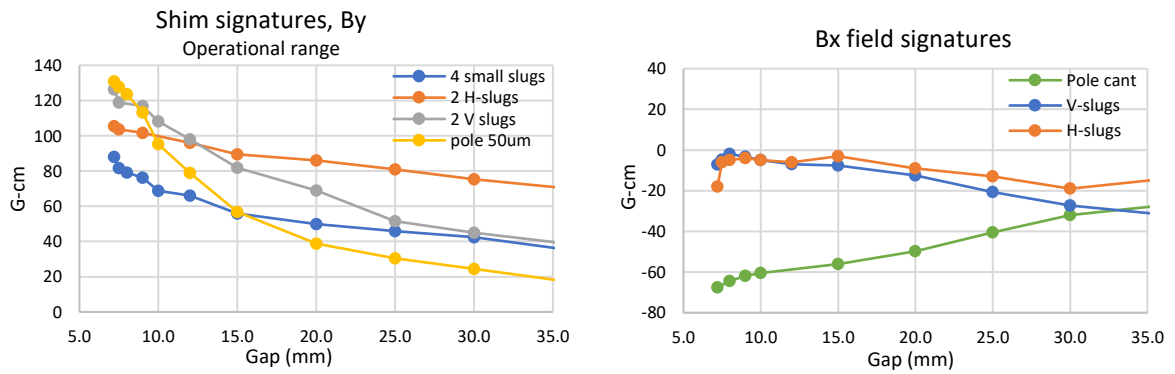 Shim signatures, By
Operational range
140
120
100
80
60
40
20
0
G-cm
5.0 10.0 15.0 20.0 25.0 30.0 35.0
Gap (mm)
4 small slugs
2 H-slugs
2 V slugs
pole 50um
Bx field signatures
40
20
0
-20
-40
-60
-80
G-cm
5.0 10.0 15.0 20.0 25.0 30.0 35.0
Gap (mm)
Pole cant
V-slugs
H-slugs